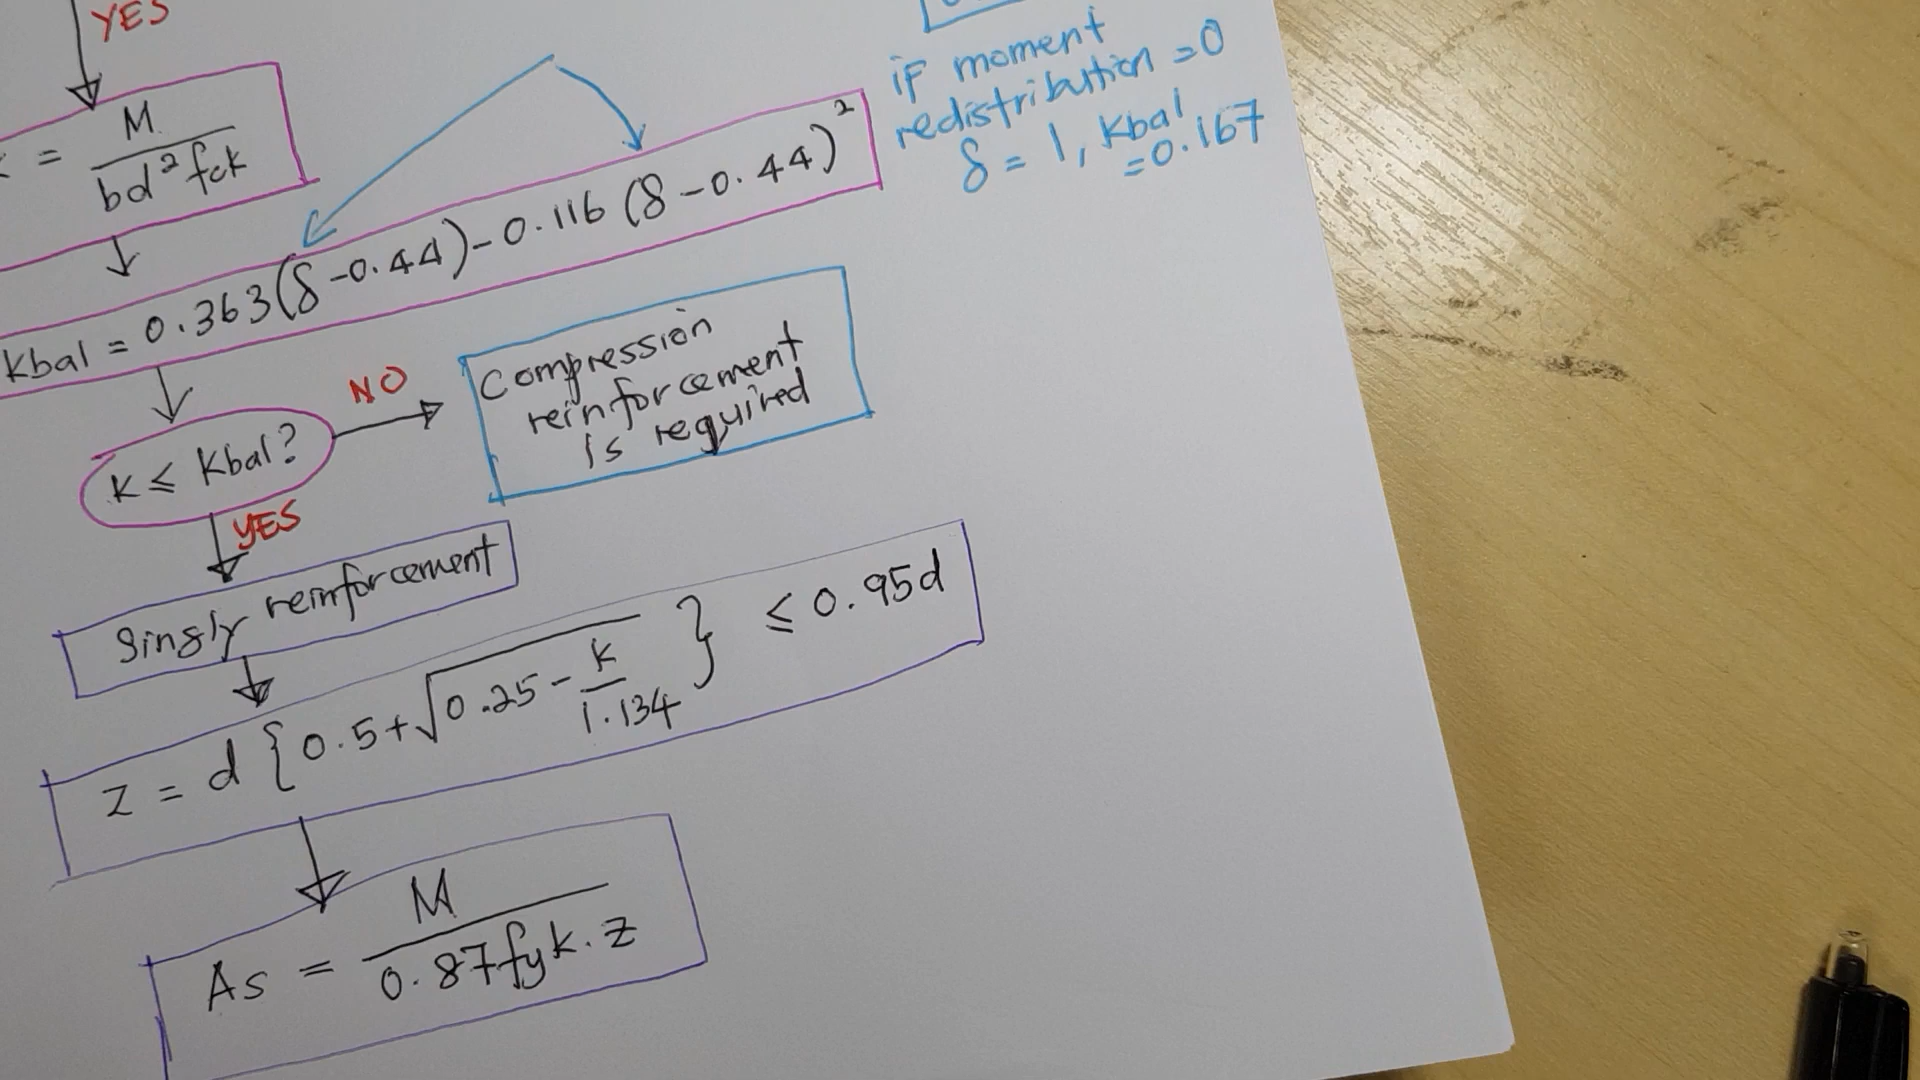 YES
= M / bd²fck
if moment
redistribution = 0
δ = 1, Kbal
= 0.167
Kbal = 0.363(δ-0.44)-0.116(δ-0.44)²
K ≤ Kbal?
NO
Compression
reinforcement
is required
YES
Singly reinforcement
Z = d {0.5+√0.25-K/1.134} ≤ 0.95d
As = M / 0.87fyk.z